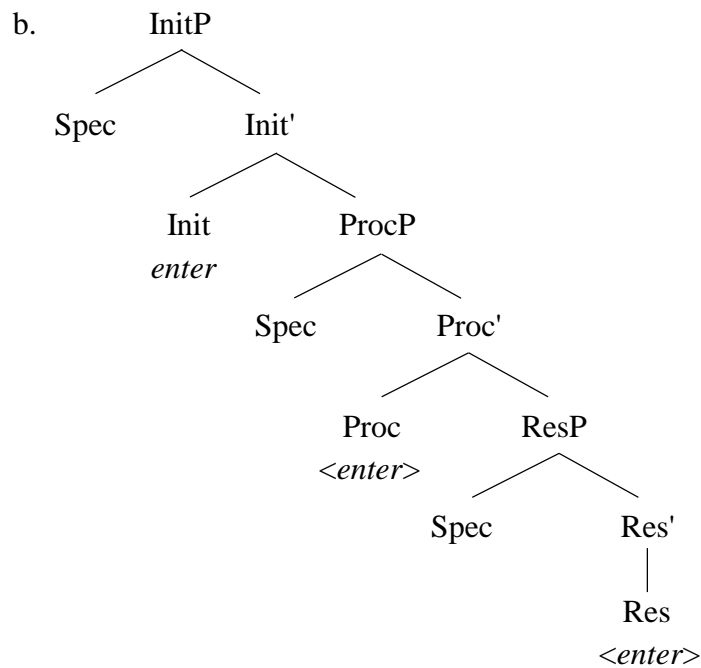 b. InitP
Spec Init'
Init ProcP
enter
Spec Proc'
Proc ResP
<enter>
Spec Res'
Res
<enter>